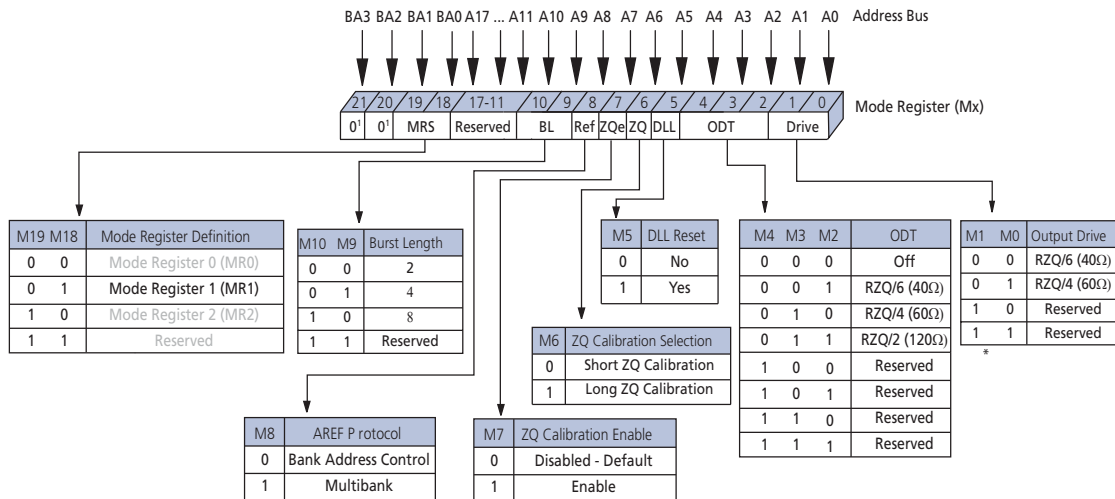 BA3 BA2 BA1 BA0 A17 ... A11 A10 A9 A8 A7 A6 A5 A4 A3 A2 A1 A0 Address Bus
21 20 19 18 17-11 10 9 8 7 6 5 4 3 2 1 0 Mode Register (Mx)
0¹ 0¹ MRS Reserved BL Ref ZQe ZQ DLL ODT Drive
M19 M18 Mode Register Definition
0 0 Mode Register 0 (MR0)
0 1 Mode Register 1 (MR1)
1 0 Mode Register 2 (MR2)
1 1 Reserved
M10 M9 Burst Length
0 0 2
0 1 4
1 0 8
1 1 Reserved
M5 DLL Reset
0 No
1 Yes
M4 M3 M2 ODT
0 0 0 Off
0 0 1 RZQ/6 (40Ω)
0 1 0 RZQ/4 (60Ω)
0 1 1 RZQ/2 (120Ω)
1 0 0 Reserved
1 0 1 Reserved
1 1 0 Reserved
1 1 1 Reserved
M1 M0 Output Drive
0 0 RZQ/6 (40Ω)
0 1 RZQ/4 (60Ω)
1 0 Reserved
1 1 Reserved
*
M6 ZQ Calibration Selection
0 Short ZQ Calibration
1 Long ZQ Calibration
M8 AREF P rotocol
0 Bank Address Control
1 Multibank
M7 ZQ Calibration Enable
0 Disabled - Default
1 Enable